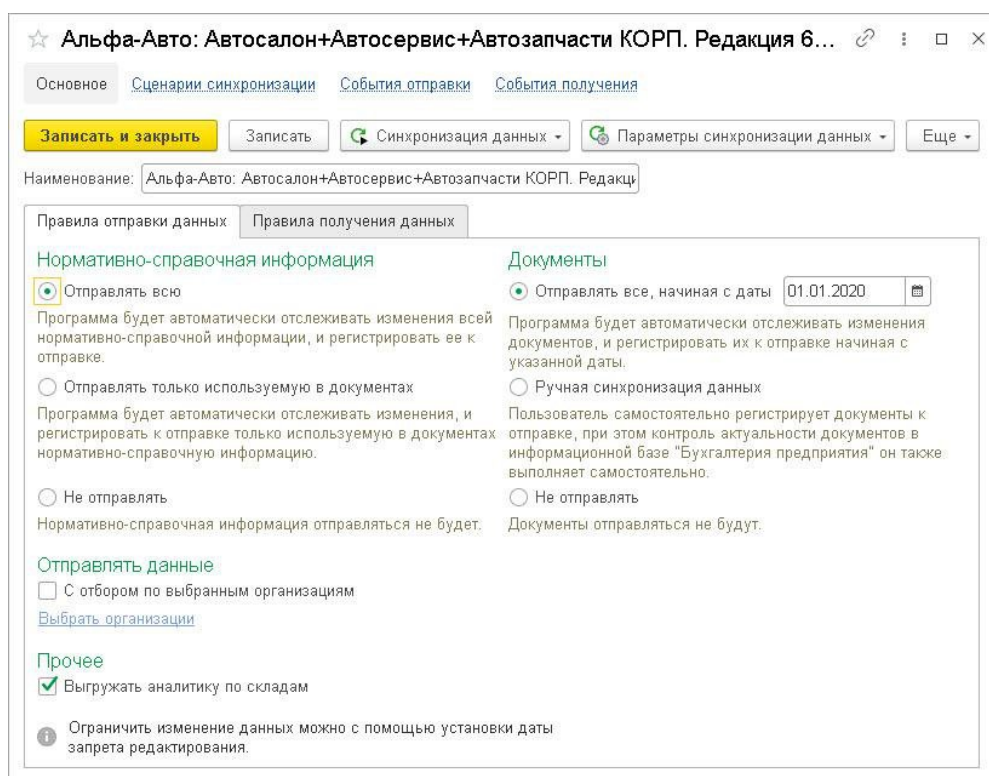 Альфа-Авто: Автосалон+Автосервис+Автозапчасти КОРП. Редакция 6...
Основное Сценарии синхронизации События отправки События получения
Записать и закрыть Записать Синхронизация данных Параметры синхронизации данных Еще
Наименование: Альфа-Авто: Автосалон+Автосервис+Автозапчасти КОРП. Редакци
Правила отправки данных Правила получения данных
Нормативно-справочная информация
Отправлять всю
Программа будет автоматически отслеживать изменения всей
нормативно-справочной информации, и регистрировать ее к
отправке.
Отправлять только используемую в документах
Программа будет автоматически отслеживать изменения, и
регистрировать к отправке только используемую в документах
нормативно-справочную информацию.
Не отправлять
Нормативно-справочная информация отправляться не будет.
Документы
Отправлять все, начиная с даты 01.01.2020
Программа будет автоматически отслеживать изменения
документов, и регистрировать их к отправке начиная с
указанной даты.
Ручная синхронизация данных
Пользователь самостоятельно регистрирует документы к
отправке, при этом контроль актуальности документов в
информационной базе "Бухгалтерия предприятия" он также
выполняет самостоятельно.
Не отправлять
Документы отправляться не будут.
Отправлять данные
С отбором по выбранным организациям
Выбрать организации
Прочее
Выгружать аналитику по складам
Ограничить изменение данных можно с помощью установки даты
запрета редактирования.